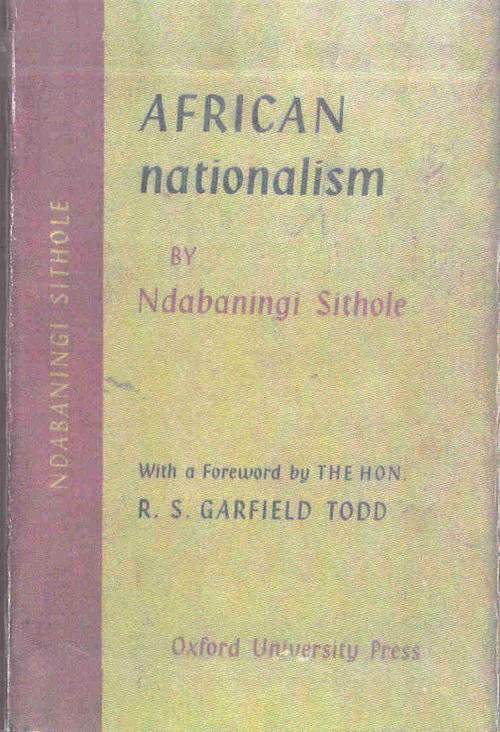 NDABANINGI SITHOLE
AFRICAN
nationalism
BY
Ndabaningi Sithole
With a Foreword by THE HON.
R. S. GARFIELD TODD
Oxford University Press